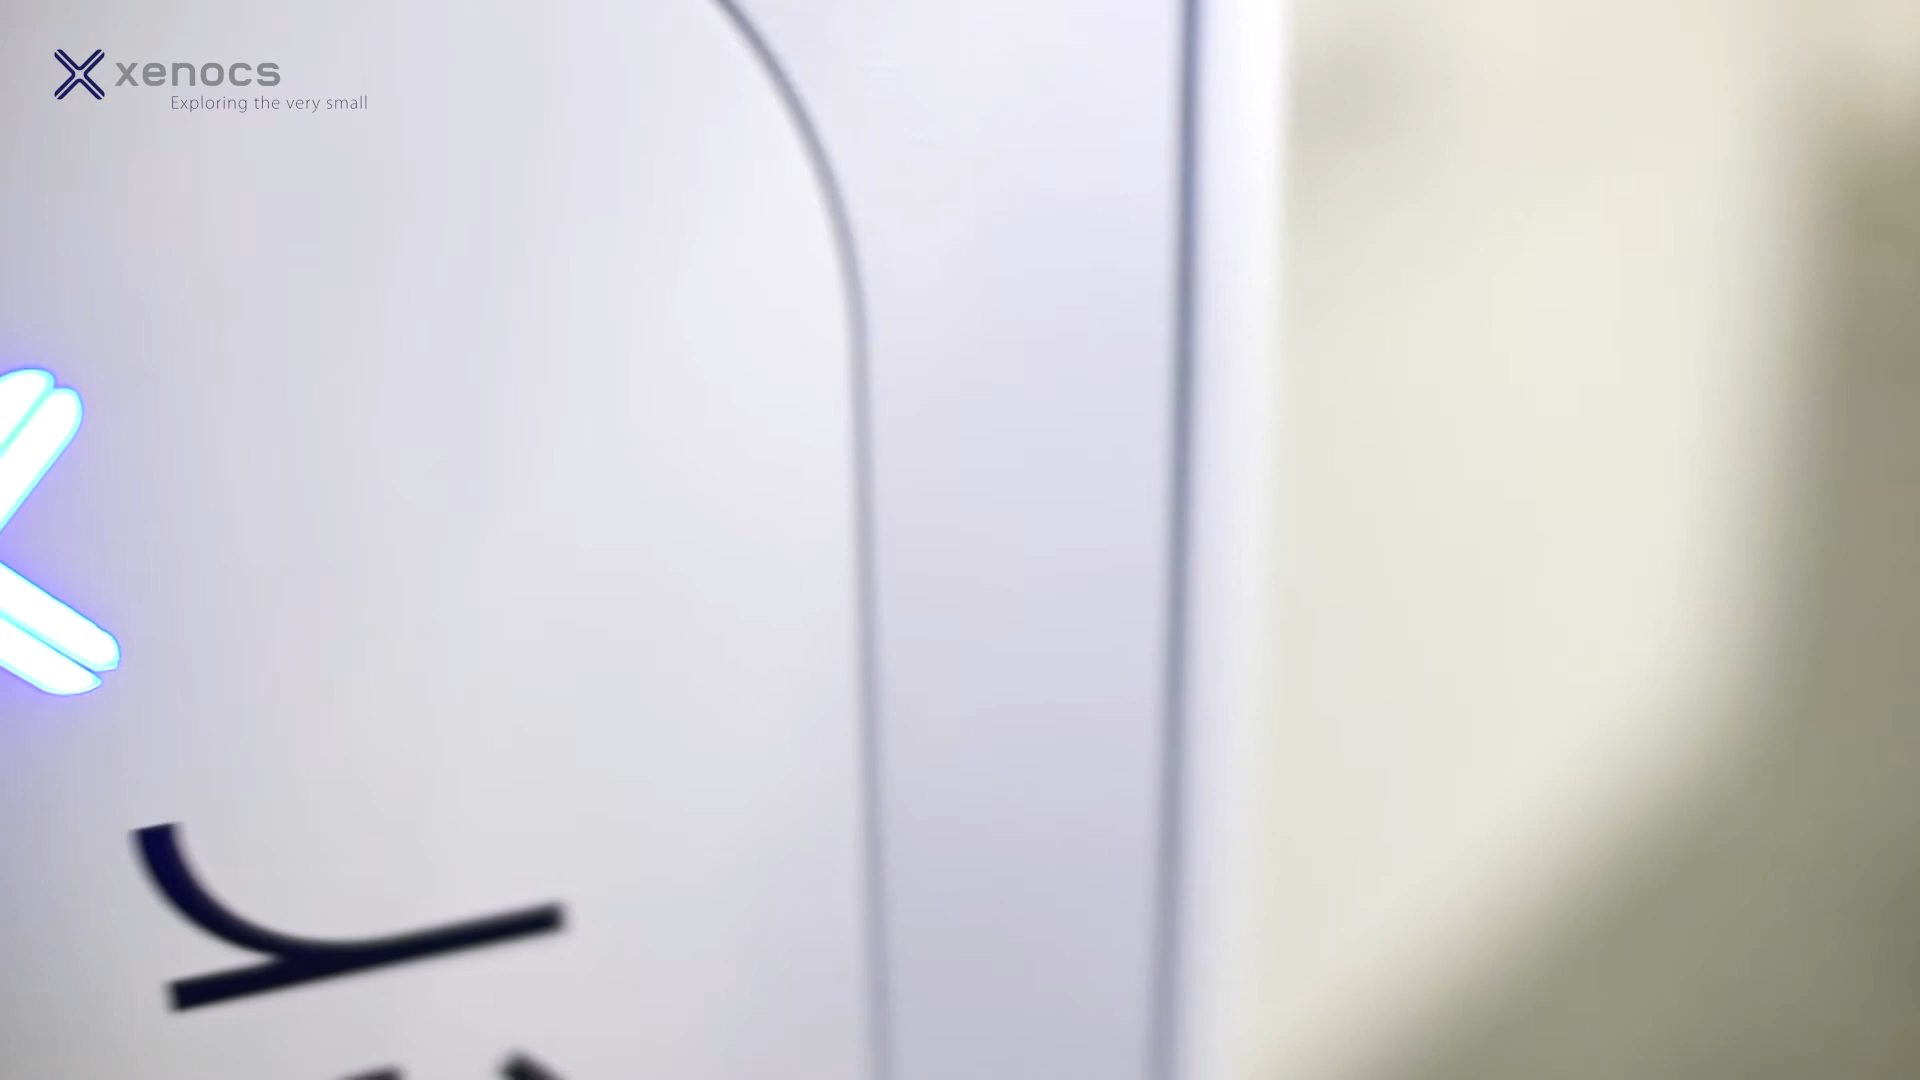 xenocs
Exploring the very small
r